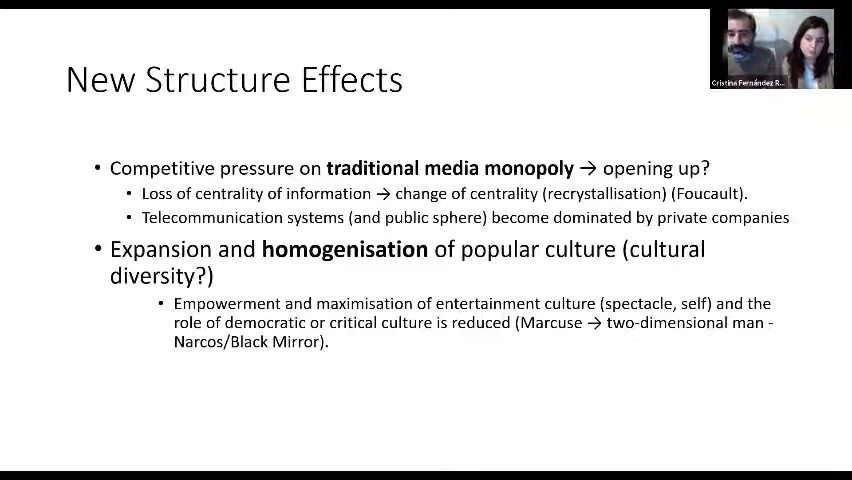 New Structure Effects
Cristina Fernández R...
• Competitive pressure on traditional media monopoly → opening up?
• Loss of centrality of information → change of centrality (recrystallisation) (Foucault).
• Telecommunication systems (and public sphere) become dominated by private companies
• Expansion and homogenisation of popular culture (cultural
diversity?)
• Empowerment and maximisation of entertainment culture (spectacle, self) and the
role of democratic or critical culture is reduced (Marcuse → two-dimensional man -
Narcos/Black Mirror).